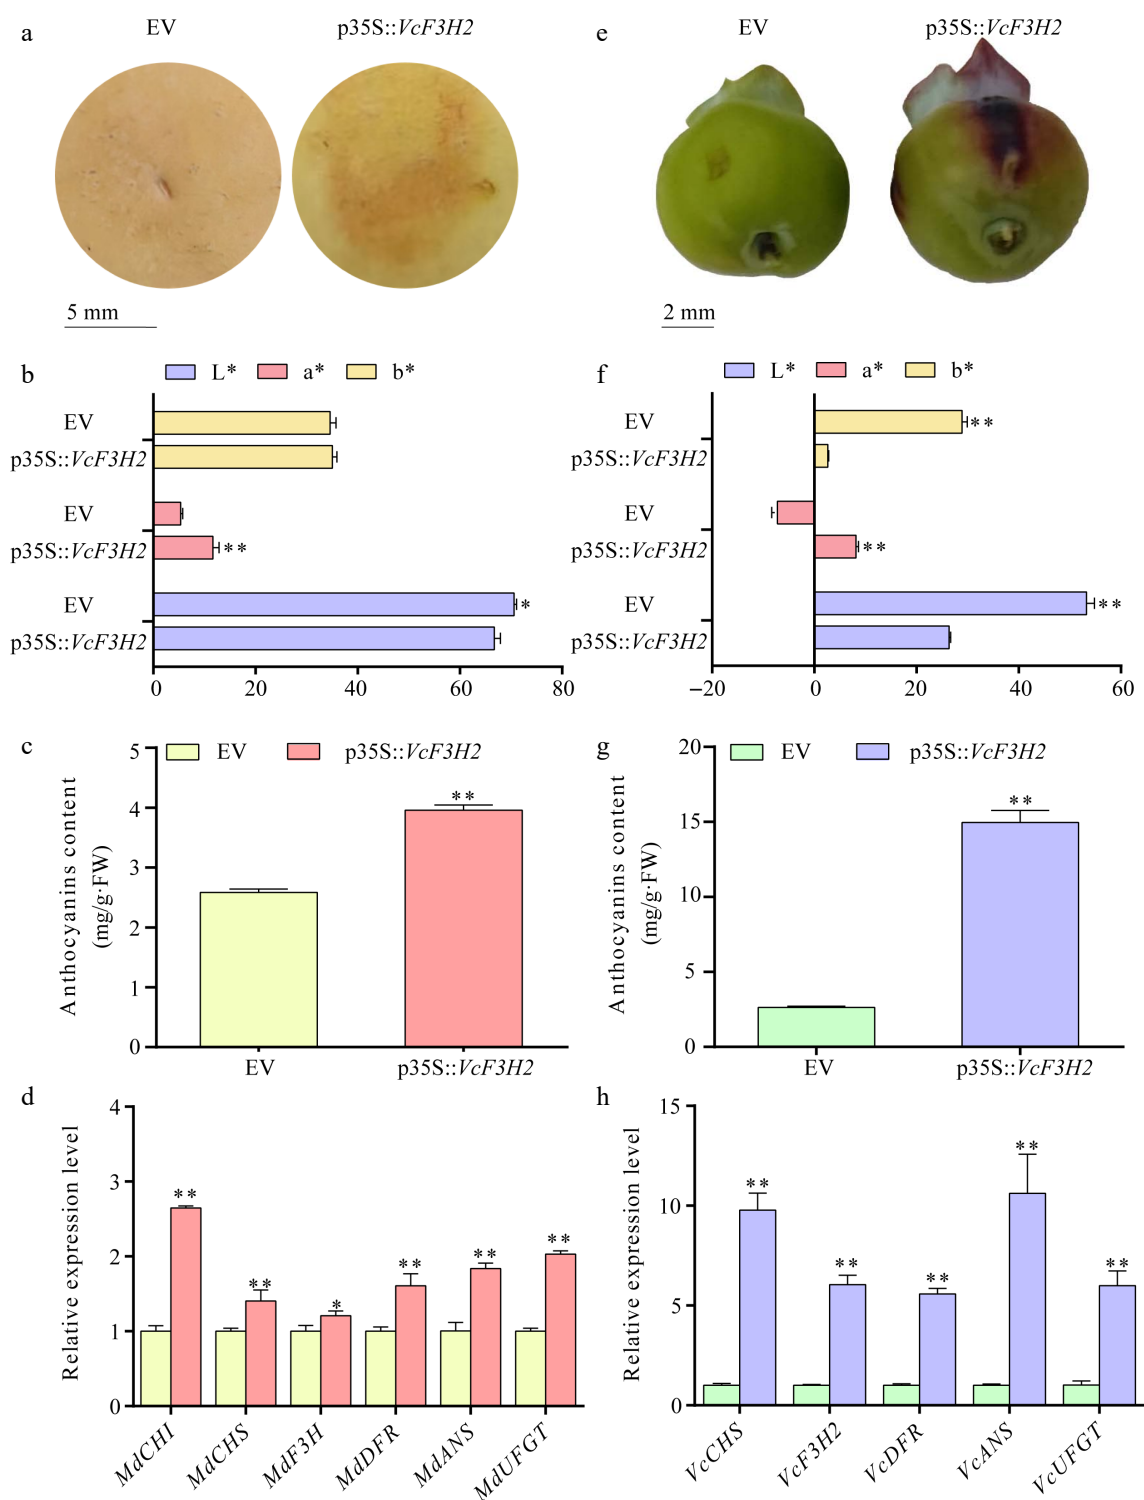 a
EV
p35S::VcF3H2
5 mm
e
EV
p35S::VcF3H2
2 mm
b
L*
a*
b*
EV
p35S::VcF3H2
EV
p35S::VcF3H2
**
EV
*
p35S::VcF3H2
0
20
40
60
80
f
L*
a*
b*
EV
**
p35S::VcF3H2
EV
p35S::VcF3H2
**
EV
**
p35S::VcF3H2
−20
0
20
40
60
c
EV
p35S::VcF3H2
Anthocyanins content
(mg/g·FW)
5
4
3
2
1
0
**
EV
p35S::VcF3H2
g
EV
p35S::VcF3H2
Anthocyanins content
(mg/g·FW)
20
15
10
5
0
**
EV
p35S::VcF3H2
d
Relative expression level
4
3
2
1
0
**
**
*
**
**
**
MdCHI
MdCHS
MdF3H
MdDFR
MdANS
MdUFGT
h
Relative expression level
15
10
5
0
**
**
**
**
**
VcCHS
VcF3H2
VcDFR
VcANS
VcUFGT